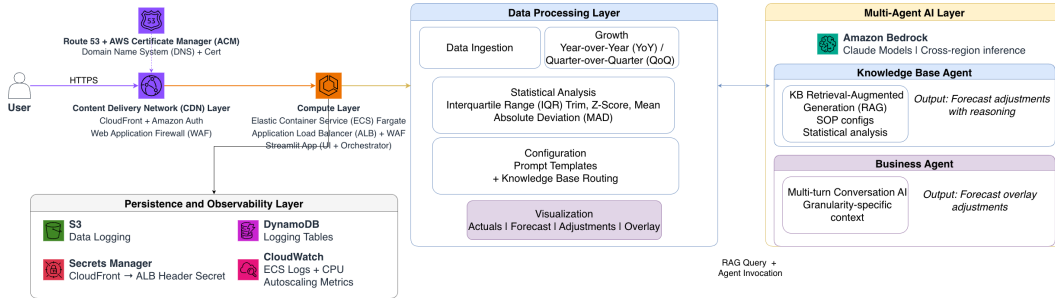 53
Route 53 + AWS Certificate Manager (ACM)
Domain Name System (DNS) + Cert
HTTPS
User
Content Delivery Network (CDN) Layer
CloudFront + Amazon Auth
Web Application Firewall (WAF)
Compute Layer
Elastic Container Service (ECS) Fargate
Application Load Balancer (ALB) + WAF
Streamlit App (UI + Orchestrator)
Persistence and Observability Layer
S3
Data Logging
DynamoDB
Logging Tables
Secrets Manager
CloudFront → ALB Header Secret
CloudWatch
ECS Logs + CPU
Autoscaling Metrics
Data Processing Layer
Data Ingestion
Growth
Year-over-Year (YoY) /
Quarter-over-Quarter (QoQ)
Statistical Analysis
Interquartile Range (IQR) Trim, Z-Score, Mean
Absolute Deviation (MAD)
Configuration
Prompt Templates
+ Knowledge Base Routing
Visualization
Actuals | Forecast | Adjustments | Overlay
RAG Query +
Agent Invocation
Multi-Agent AI Layer
Amazon Bedrock
Claude Models | Cross-region inference
Knowledge Base Agent
KB Retrieval-Augmented
Generation (RAG)
SOP configs
Statistical analysis
Output: Forecast adjustments
with reasoning
Business Agent
Multi-turn Conversation AI
Granularity-specific
context
Output: Forecast overlay
adjustments